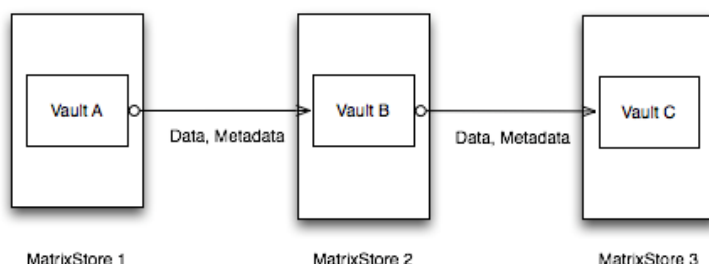 Vault A
Vault B
Vault C
Data, Metadata
Data, Metadata
MatrixStore 1
MatrixStore 2
MatrixStore 3